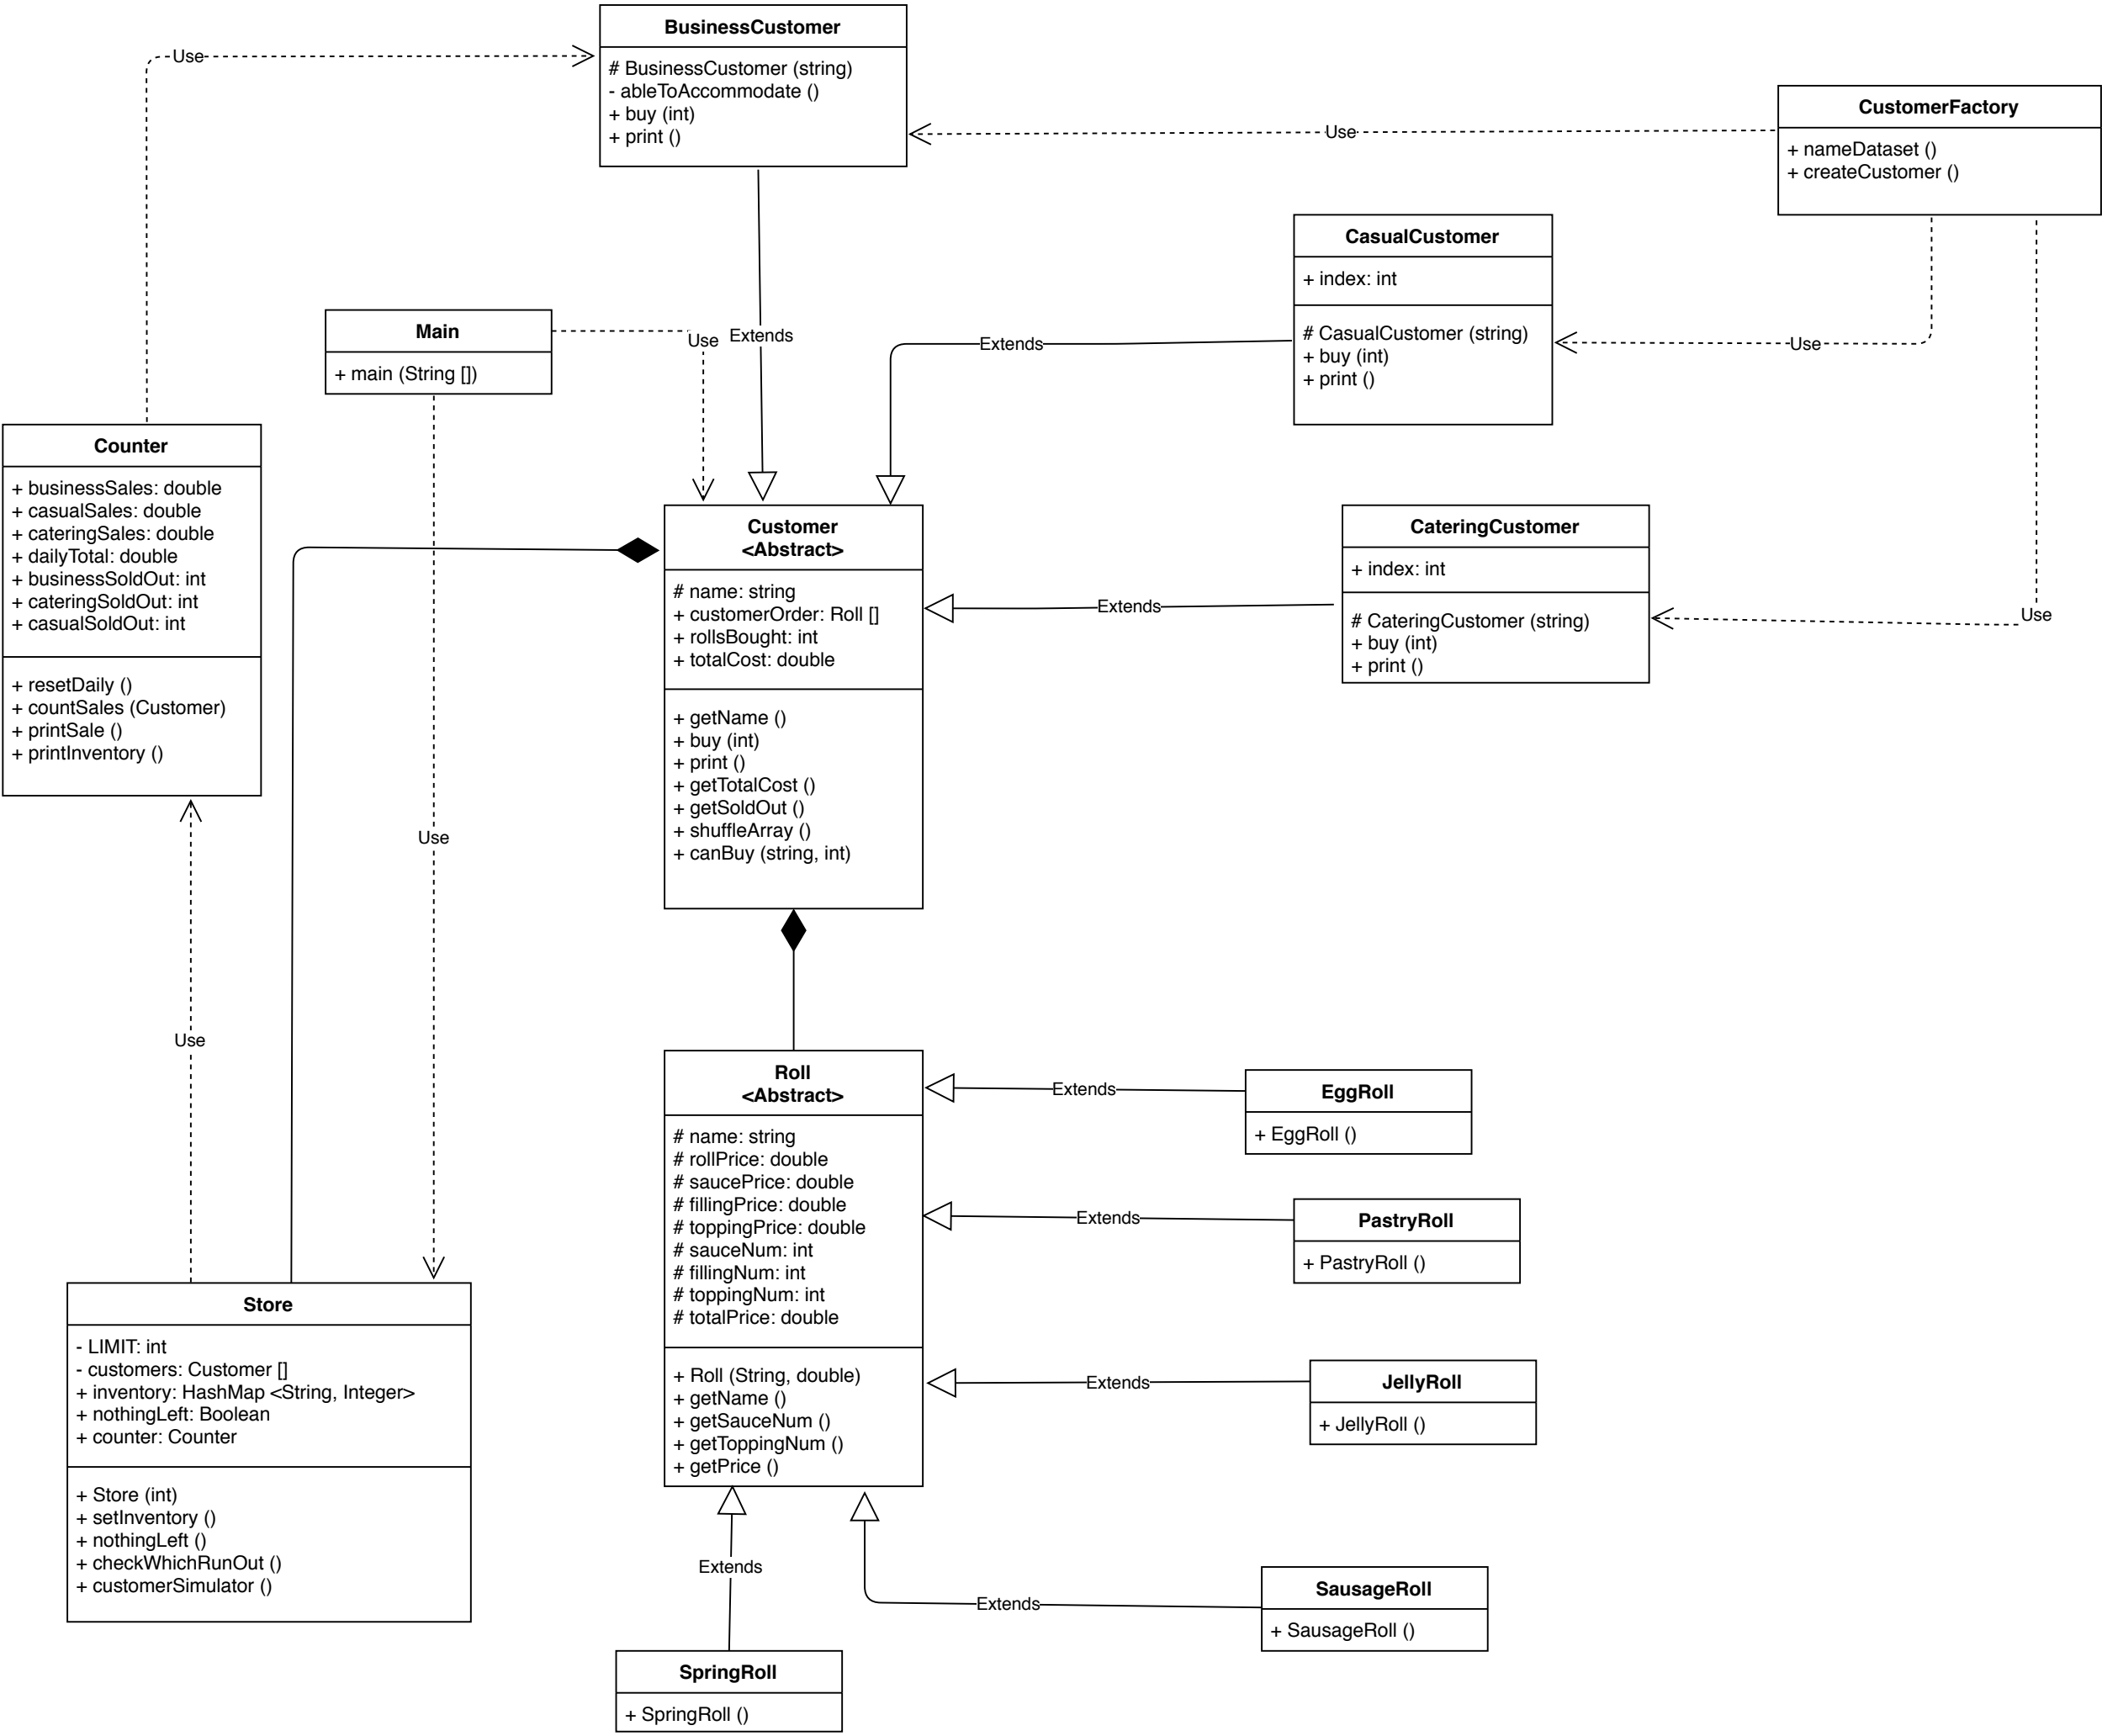 BusinessCustomer
# BusinessCustomer (string)
- ableToAccommodate ()
+ buy (int)
+ print ()
Use
CustomerFactory
+ nameDataset ()
+ createCustomer ()
Use
CasualCustomer
+ index: int
# CasualCustomer (string)
+ buy (int)
+ print ()
Main
+ main (String [])
Use
Extends
Extends
Use
Counter
+ businessSales: double
+ casualSales: double
+ cateringSales: double
+ dailyTotal: double
+ businessSoldOut: int
+ cateringSoldOut: int
+ casualSoldOut: int
+ resetDaily ()
+ countSales (Customer)
+ printSale ()
+ printInventory ()
Customer
<Abstract>
# name: string
+ customerOrder: Roll []
+ rollsBought: int
+ totalCost: double
+ getName ()
+ buy (int)
+ print ()
+ getTotalCost ()
+ getSoldOut ()
+ shuffleArray ()
+ canBuy (string, int)
CateringCustomer
+ index: int
# CateringCustomer (string)
+ buy (int)
+ print ()
Extends
Use
Use
Use
Roll
<Abstract>
# name: string
# rollPrice: double
# saucePrice: double
# fillingPrice: double
# toppingPrice: double
# sauceNum: int
# fillingNum: int
# toppingNum: int
# totalPrice: double
+ Roll (String, double)
+ getName ()
+ getSauceNum ()
+ getToppingNum ()
+ getPrice ()
Extends
EggRoll
+ EggRoll ()
Extends
PastryRoll
+ PastryRoll ()
Extends
JellyRoll
+ JellyRoll ()
Store
- LIMIT: int
- customers: Customer []
+ inventory: HashMap <String, Integer>
+ nothingLeft: Boolean
+ counter: Counter
+ Store (int)
+ setInventory ()
+ nothingLeft ()
+ checkWhichRunOut ()
+ customerSimulator ()
Extends
Extends
SausageRoll
+ SausageRoll ()
SpringRoll
+ SpringRoll ()